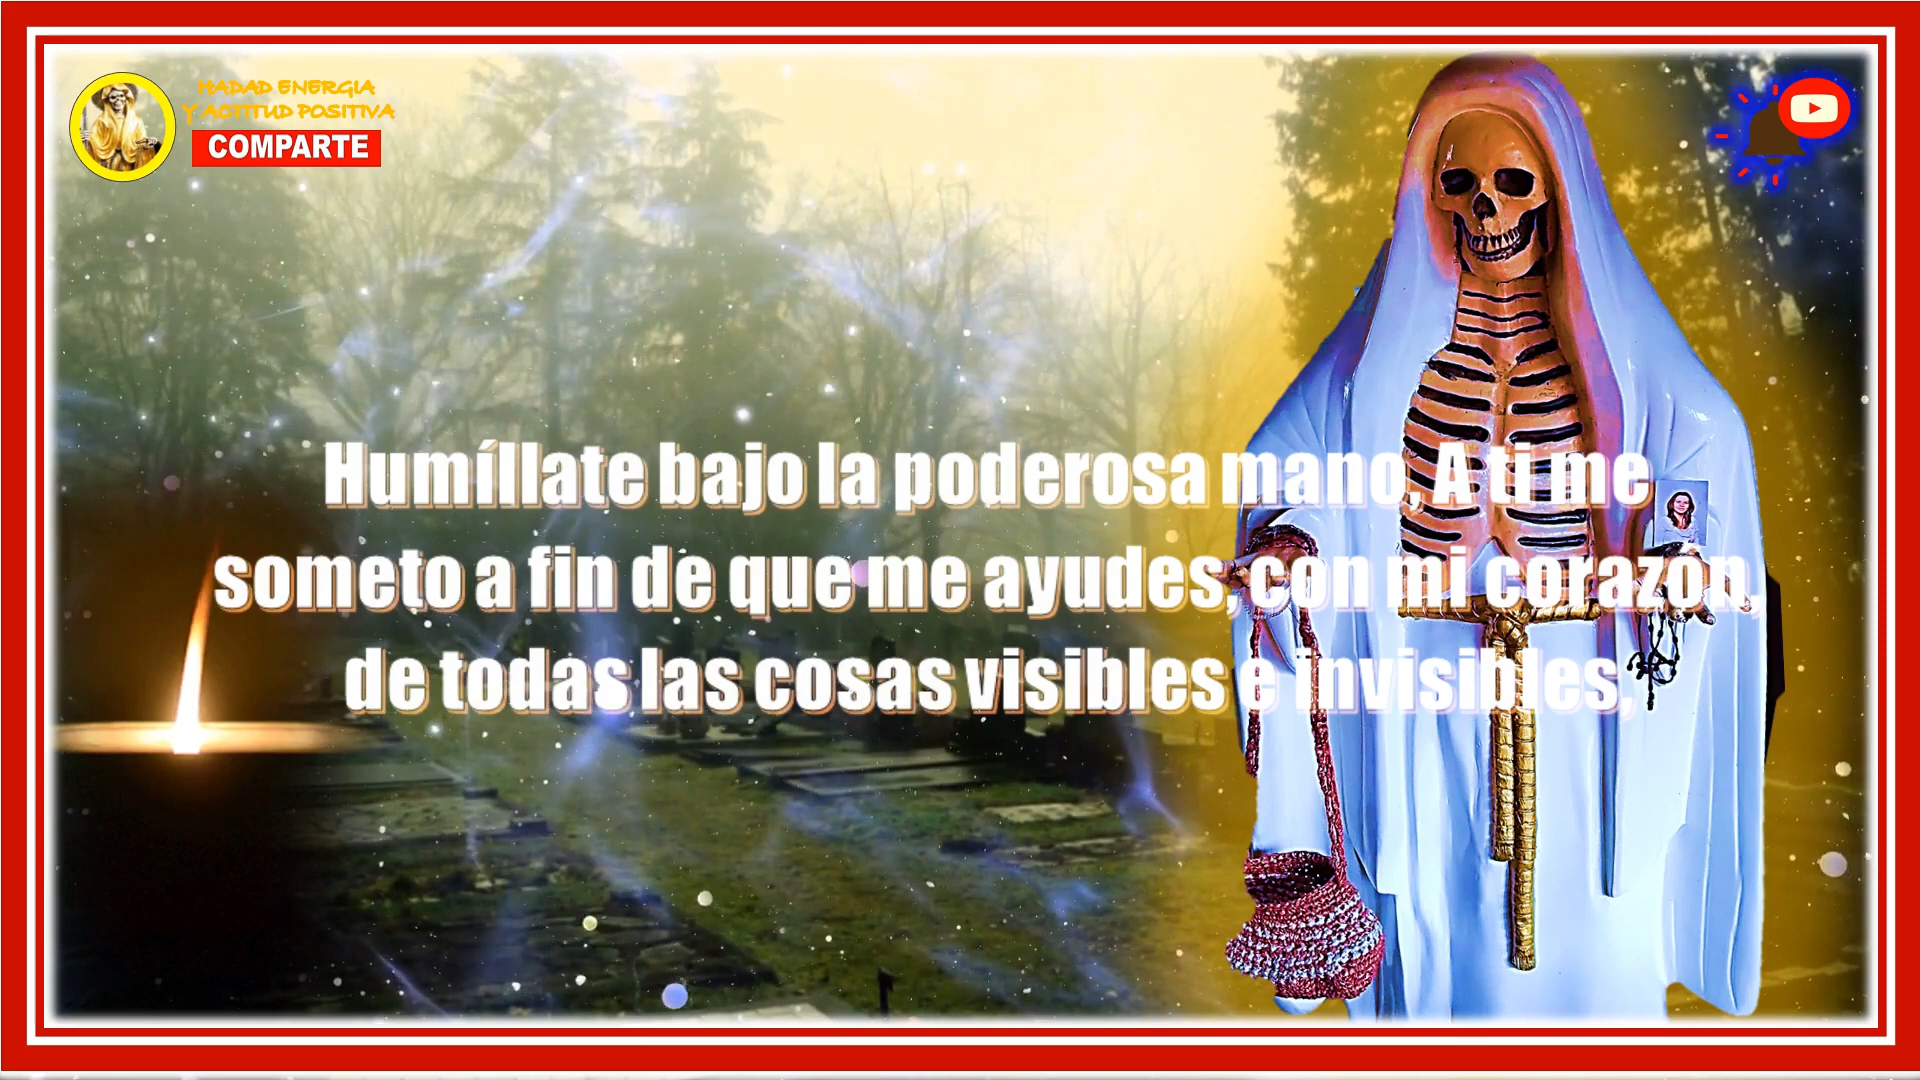 HADAD ENERGIA
Y ACTITUD POSITIVA
COMPARTE
Humíllate bajo la poderosa mano, A ti me
someto a fin de que me ayudes, con mi corazón,
de todas las cosas visibles e invisibles,